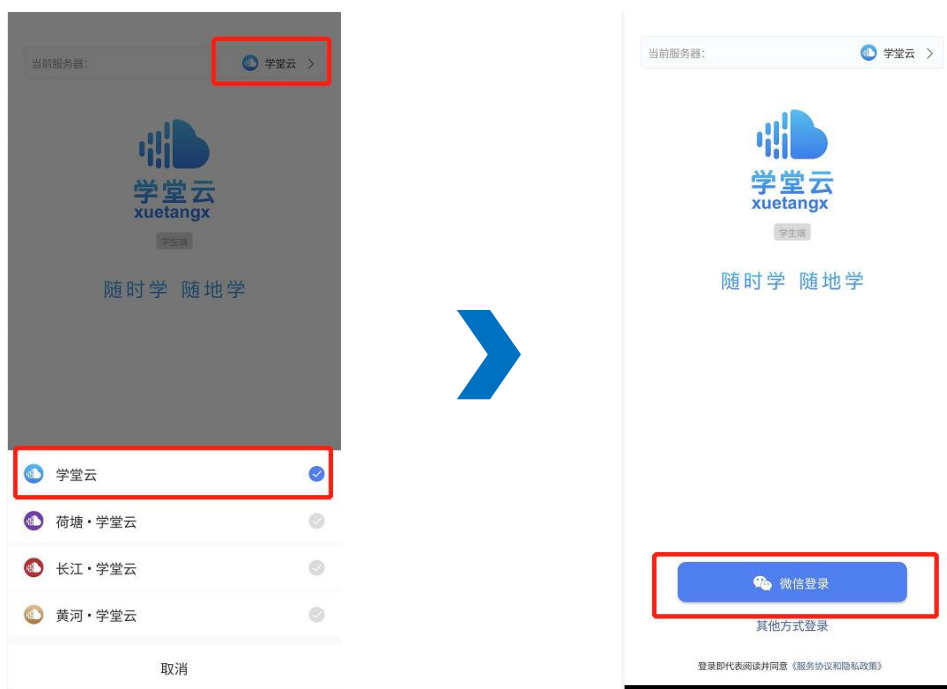 当前服务器：
学堂云
学堂云
xuetangx
学生端
随时学 随地学
学堂云
荷塘·学堂云
长江·学堂云
黄河·学堂云
取消
当前服务器：
学堂云
学堂云
xuetangx
学生端
随时学 随地学
微信登录
其他方式登录
登录即代表阅读并同意《服务协议和隐私政策》